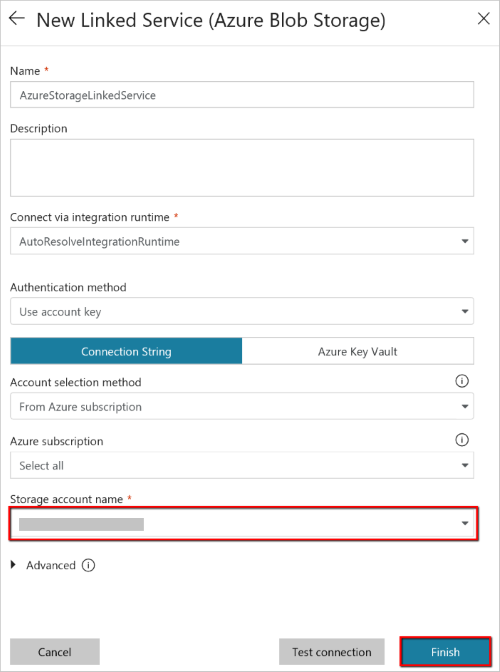 New Linked Service (Azure Blob Storage)
Name *
AzureStorageLinkedService
Description
Connect via integration runtime *
AutoResolveIntegrationRuntime
Authentication method
Use account key
Connection String
Azure Key Vault
Account selection method
From Azure subscription
Azure subscription
Select all
Storage account name *
Advanced
Cancel
Test connection
Finish